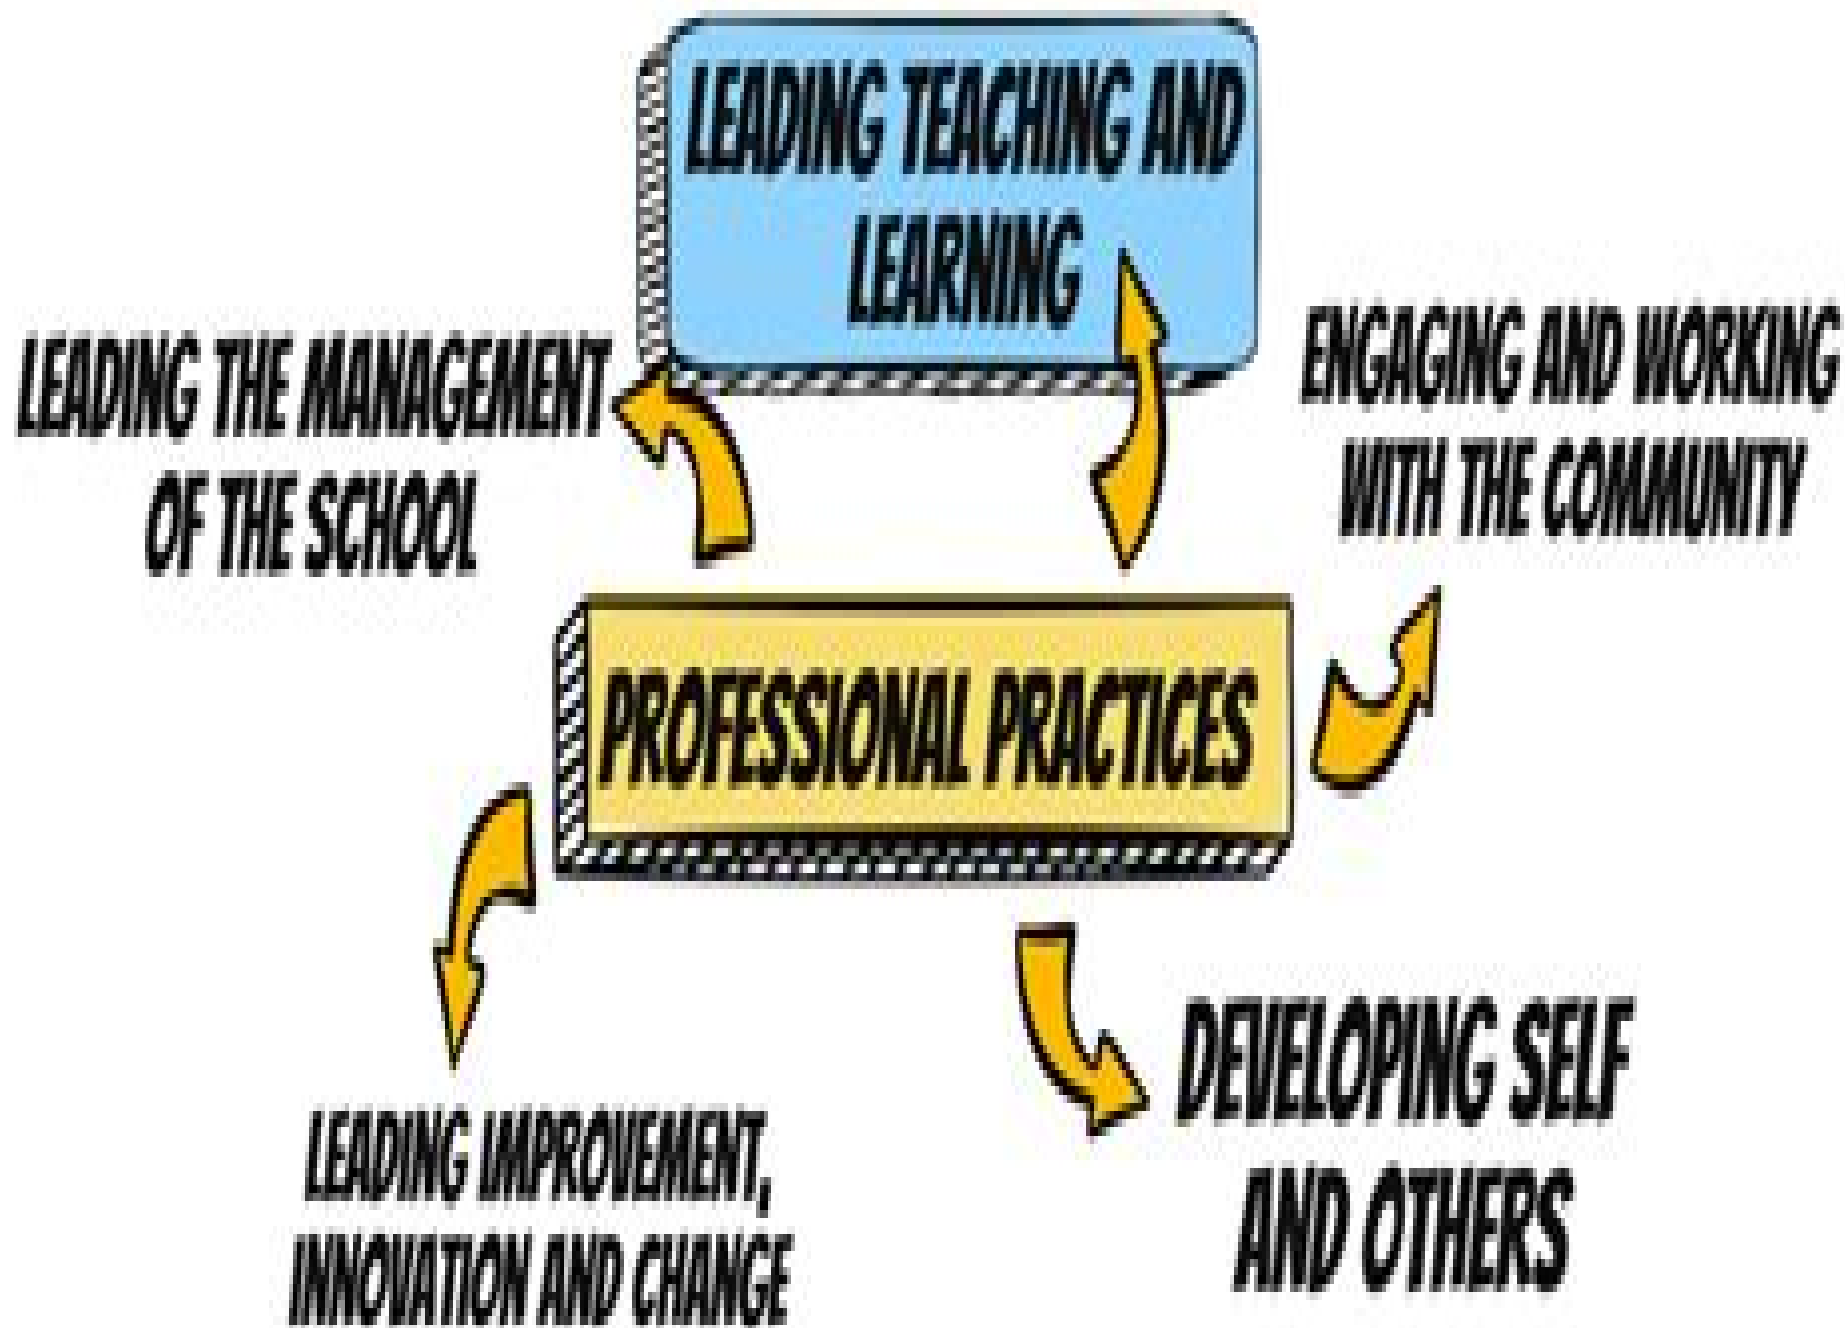 LEADING TEACHING AND
LEARNING
LEADING THE MANAGEMENT
OF THE SCHOOL
ENGAGING AND WORKING
WITH THE COMMUNITY
PROFESSIONAL PRACTICES
LEADING IMPROVEMENT,
INNOVATION AND CHANGE
DEVELOPING SELF
AND OTHERS